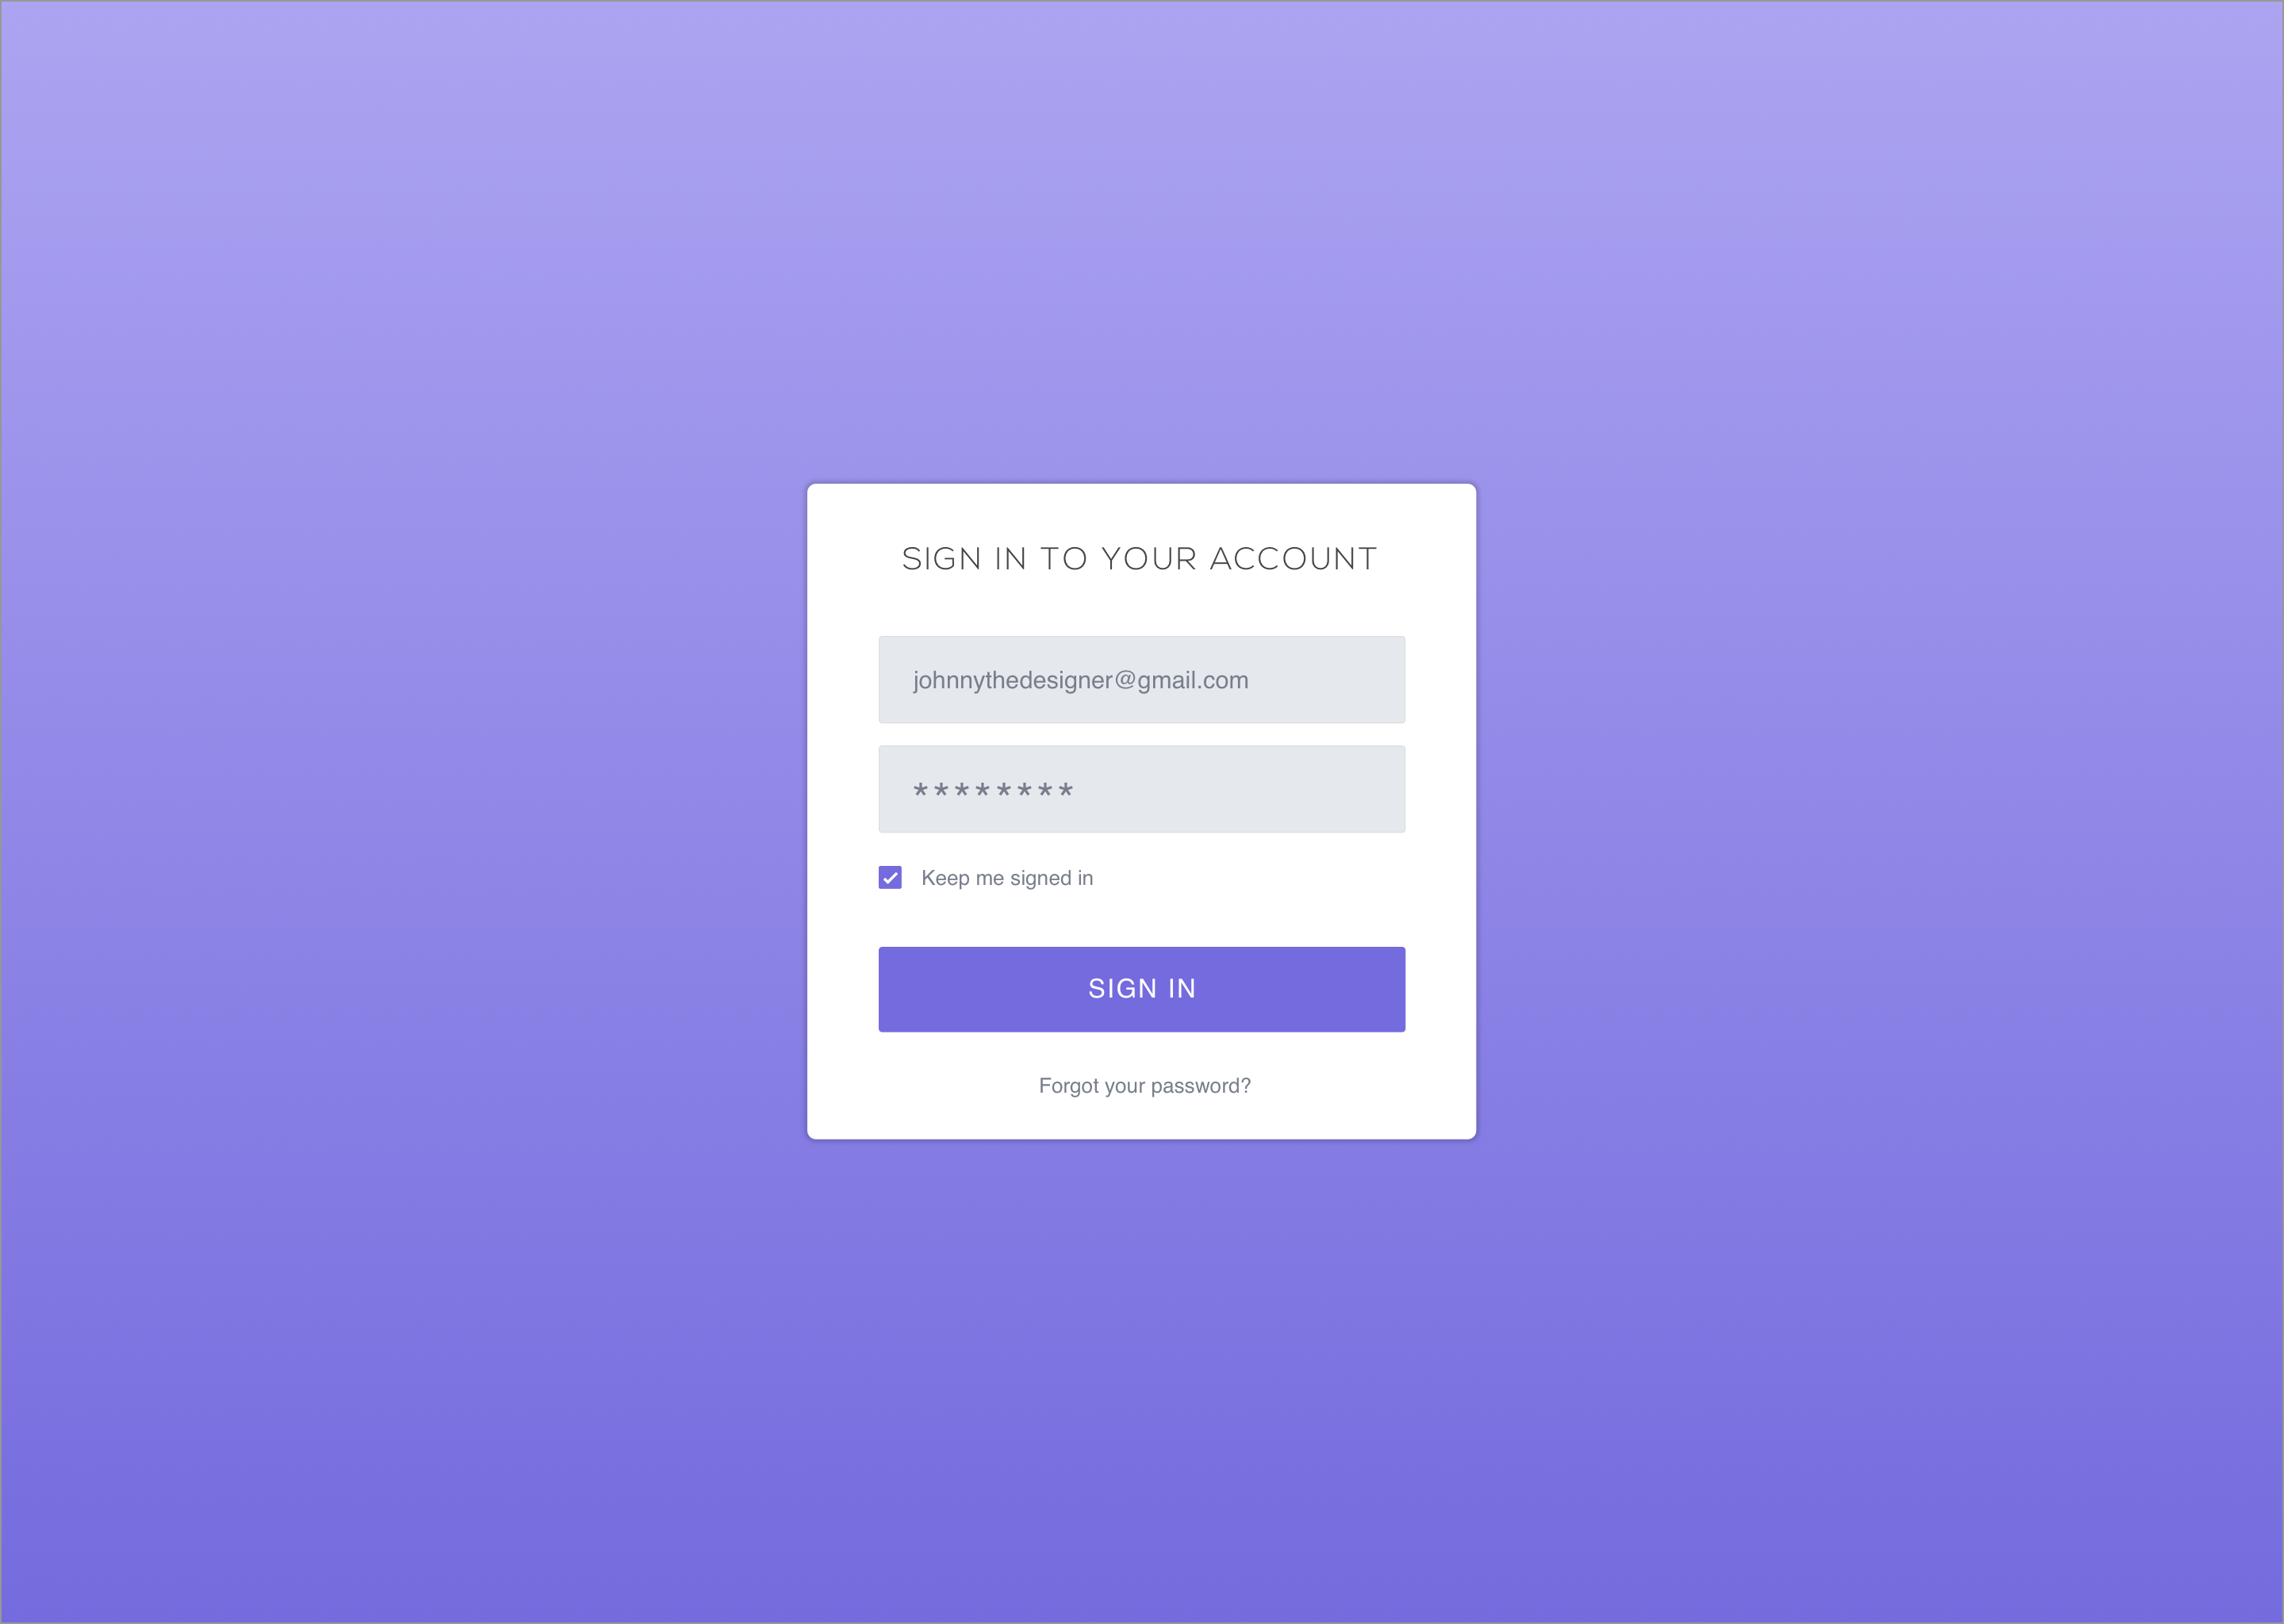 SIGN IN TO YOUR ACCOUNT
johnnythedesigner@gmail.com
********
Keep me signed in
SIGN IN
Forgot your password?